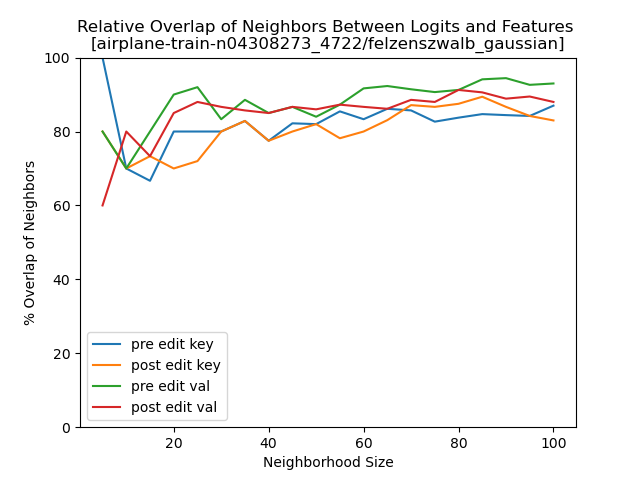 Relative Overlap of Neighbors Between Logits and Features
[airplane-train-n04308273_4722/felzenszwalb_gaussian]
100
80
60
40
20
0
% Overlap of Neighbors
pre edit key
post edit key
pre edit val
post edit val
20 40 60 80 100
Neighborhood Size